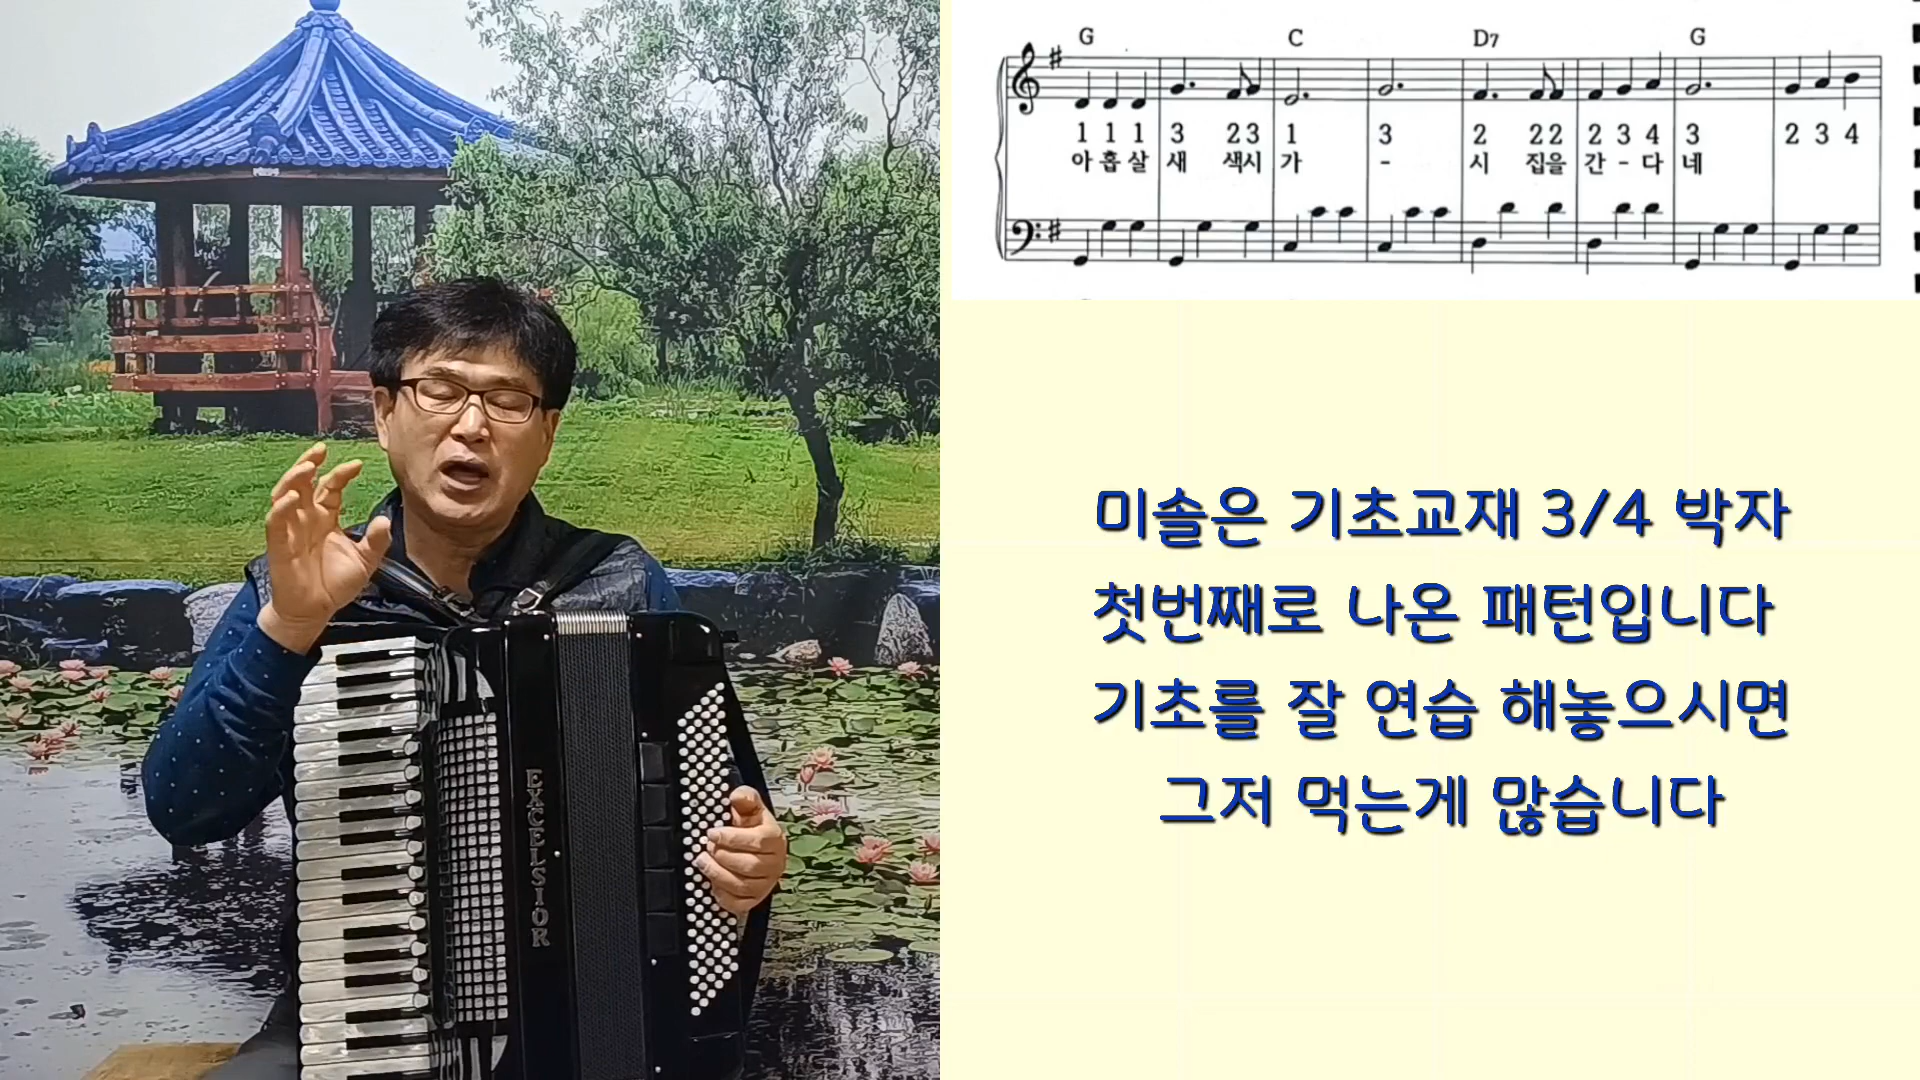 G C D7 G
1 1 1 3 2 3 1 3 2 2 2 2 3 4 3 2 3 4
아 홉 살 새 색시 가 - 시 집을 간 - 다 네
미솔은 기초교재 3/4 박자
첫번째로 나온 패턴입니다
기초를 잘 연습 해놓으시면
그저 먹는게 많습니다
EXCELSIOR